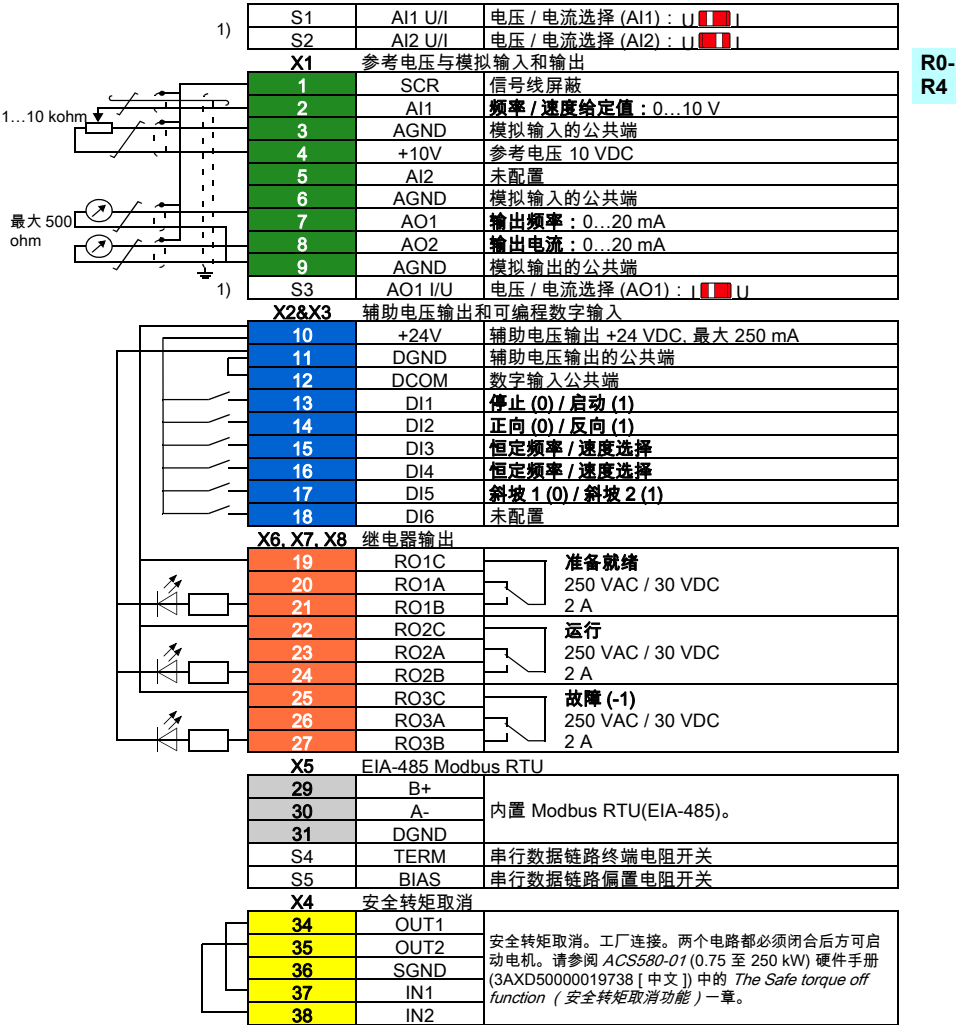 1) S1 AI1 U/I 电压 / 电流选择 (AI1)：U I
S2 AI2 U/I 电压 / 电流选择 (AI2)：U I
X1 参考电压与模拟输入和输出
R0-
R4
1 SCR 信号线屏蔽
2 AI1 频率 / 速度给定值：0…10 V
1…10 kohm
3 AGND 模拟输入的公共端
4 +10V 参考电压 10 VDC
5 AI2 未配置
6 AGND 模拟输入的公共端
最大 500
ohm
7 AO1 输出频率：0…20 mA
8 AO2 输出电流：0…20 mA
9 AGND 模拟输出的公共端
1) S3 AO1 I/U 电压 / 电流选择 (AO1)：I U
X2&X3 辅助电压输出和可编程数字输入
10 +24V 辅助电压输出 +24 VDC, 最大 250 mA
11 DGND 辅助电压输出的公共端
12 DCOM 数字输入公共端
13 DI1 停止 (0) / 启动 (1)
14 DI2 正向 (0) / 反向 (1)
15 DI3 恒定频率 / 速度选择
16 DI4 恒定频率 / 速度选择
17 DI5 斜坡 1 (0) / 斜坡 2 (1)
18 DI6 未配置
X6, X7, X8 继电器输出
19 RO1C 准备就绪
20 RO1A 250 VAC / 30 VDC
21 RO1B 2 A
22 RO2C 运行
23 RO2A 250 VAC / 30 VDC
24 RO2B 2 A
25 RO3C 故障 (-1)
26 RO3A 250 VAC / 30 VDC
27 RO3B 2 A
X5 EIA-485 Modbus RTU
29 B+
30 A- 内置 Modbus RTU(EIA-485)。
31 DGND
S4 TERM 串行数据链路终端电阻开关
S5 BIAS 串行数据链路偏置电阻开关
X4 安全转矩取消
34 OUT1
35 OUT2
36 SGND
37 IN1
38 IN2
安全转矩取消。工厂连接。两个电路都必须闭合后方可启
动电机。请参阅 ACS580-01 (0.75 至 250 kW) 硬件手册
(3AXD50000019738 [ 中文 ]) 中的 The Safe torque off
function （安全转矩取消功能）一章。